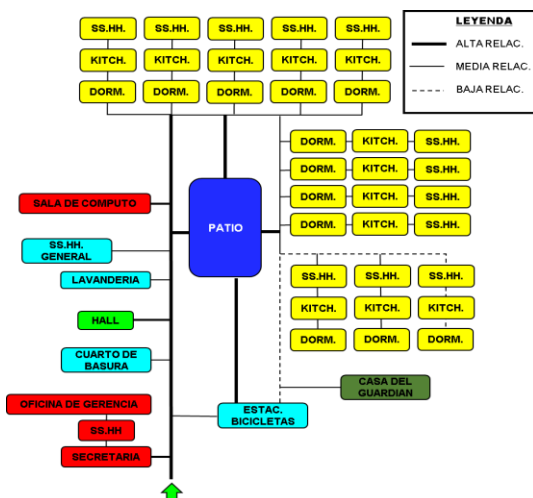 SS.HH. SS.HH. SS.HH. SS.HH. SS.HH.
KITCH. KITCH. KITCH. KITCH. KITCH.
DORM. DORM. DORM. DORM. DORM.
LEYENDA
ALTA RELAC.
MEDIA RELAC.
BAJA RELAC.
DORM. KITCH. SS.HH.
DORM. KITCH. SS.HH.
DORM. KITCH. SS.HH.
DORM. KITCH. SS.HH.
SALA DE COMPUTO
PATIO
SS.HH.
GENERAL
LAVANDERIA
HALL
CUARTO DE
BASURA
SS.HH. SS.HH. SS.HH.
KITCH. KITCH. KITCH.
DORM. DORM. DORM.
CASA DEL
GUARDIAN
OFICINA DE GERENCIA
SS.HH
SECRETARIA
ESTAC.
BICICLETAS